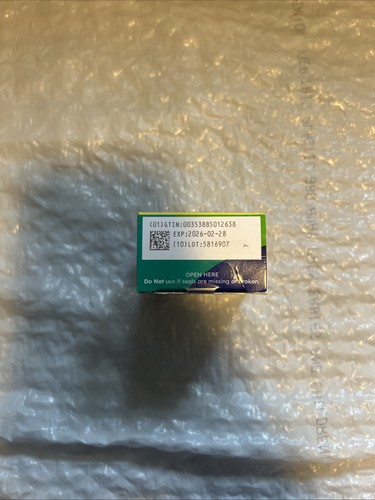 (01)GTIN:00353885012638
EXP:2026-02-28
(10)LOT:5816907
OPEN HERE
Do Not use if seals are missing or broken.